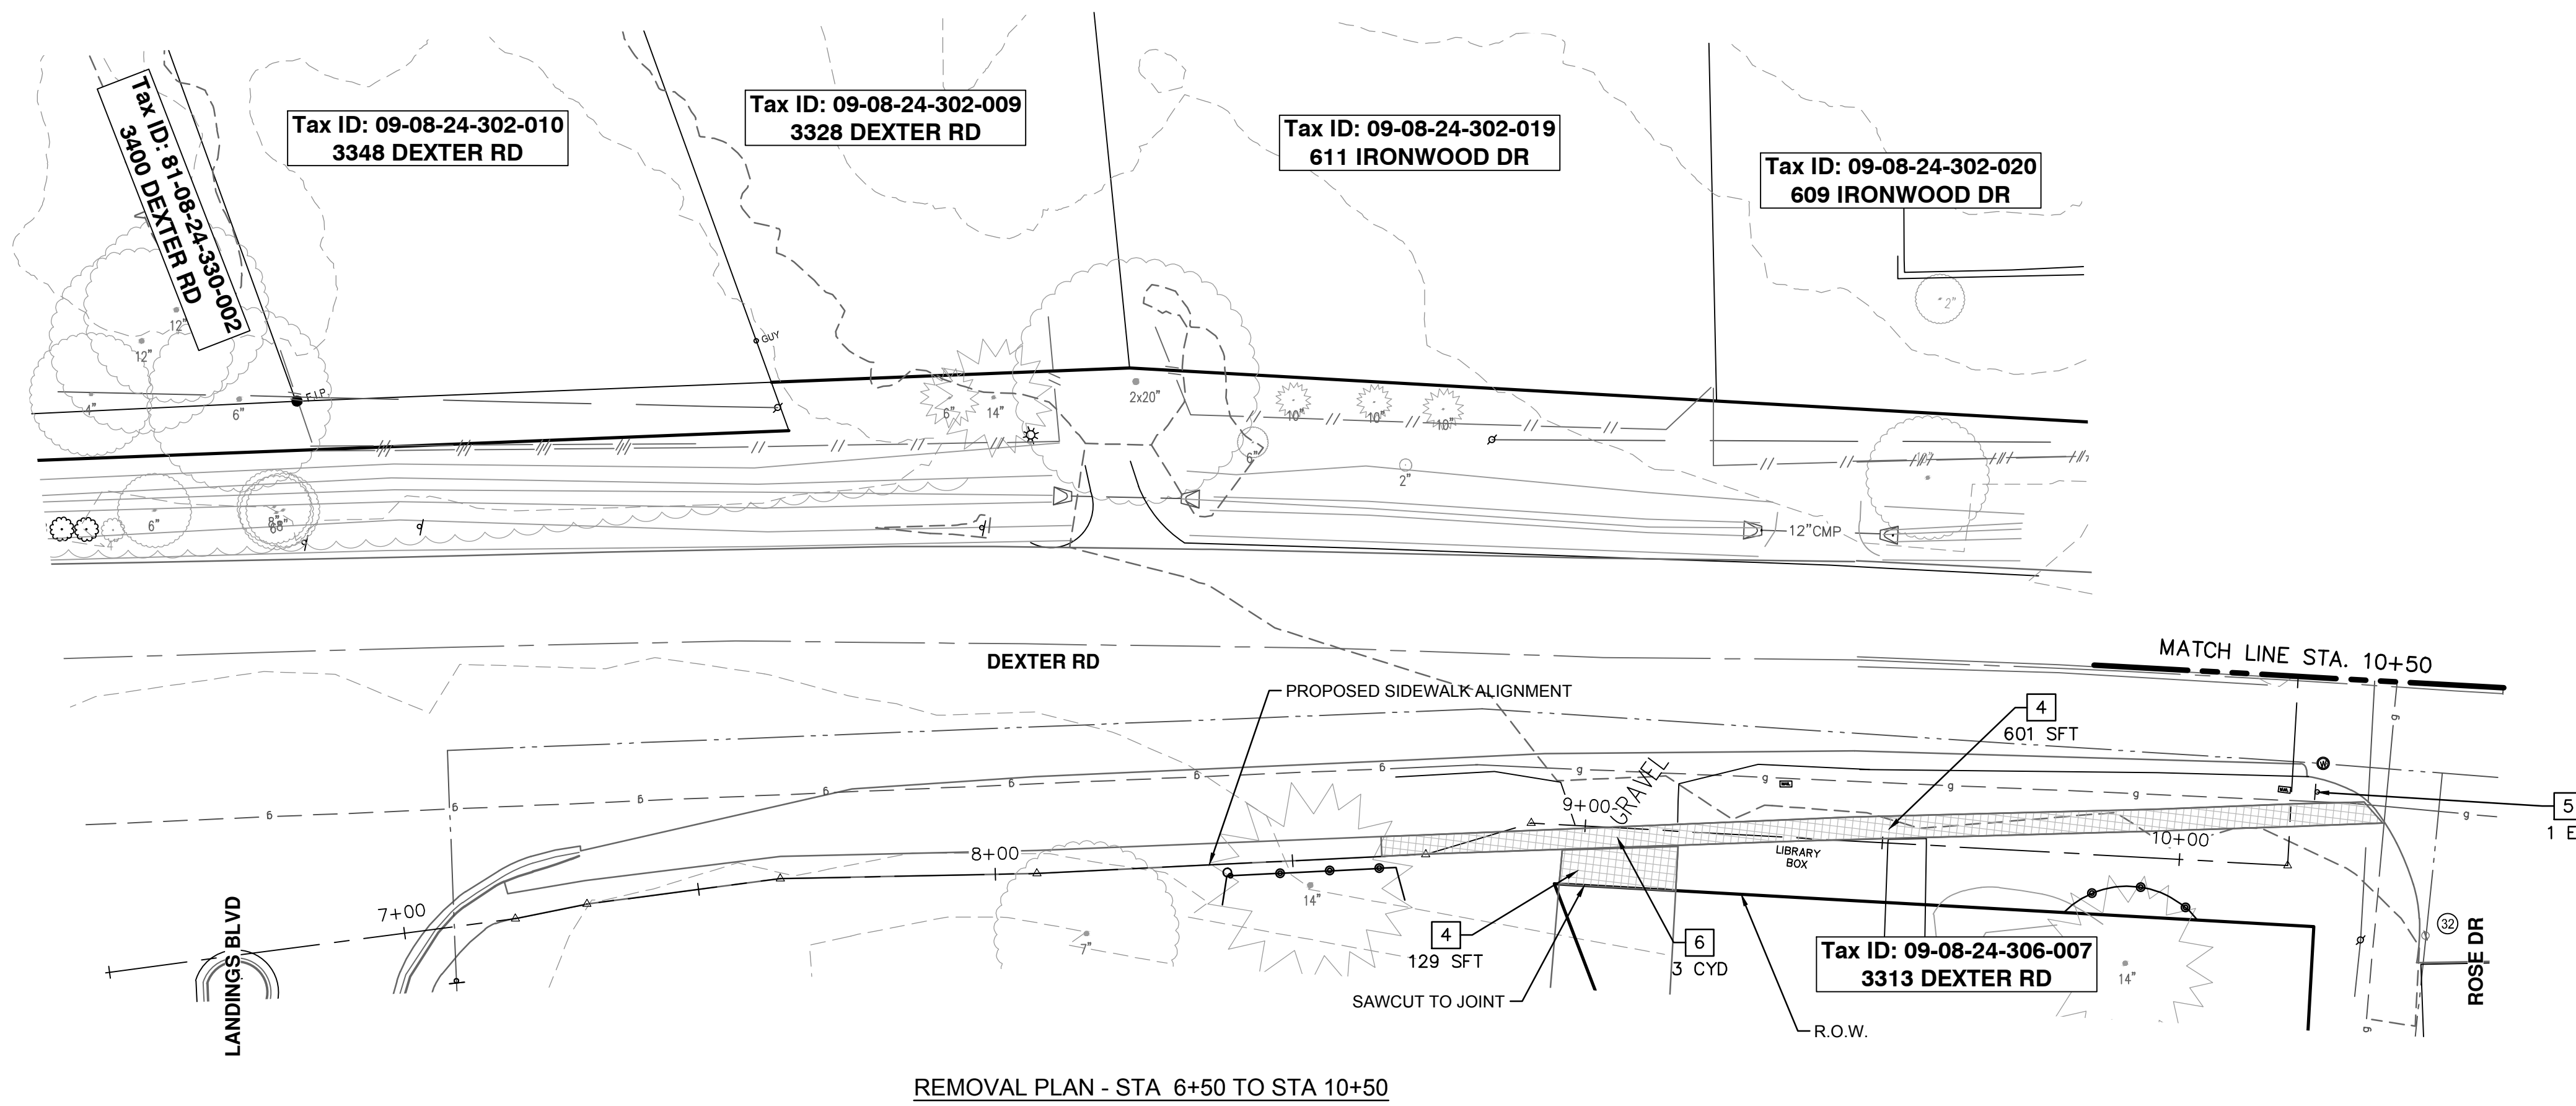 Tax ID: 81-08-24-330-002
3400 DEXTER RD
Tax ID: 09-08-24-302-010
3348 DEXTER RD
Tax ID: 09-08-24-302-009
3328 DEXTER RD
Tax ID: 09-08-24-302-019
611 IRONWOOD DR
Tax ID: 09-08-24-302-020
609 IRONWOOD DR
2"
12"
12"
GUY
F.I.P.
4"
6"
6"
14"
2x20"
10"
10"
10"
6"
2"
6"
4"
12"CMP
DEXTER RD
MATCH LINE STA. 10+50
PROPOSED SIDEWALK ALIGNMENT
4
601 SFT
W
g g g g g g g g g g g g
GRAVEL
9+00
10+00
8+00
7+00
LIBRARY
BOX
5
1 E
14"
7"
4
129 SFT
6
3 CYD
SAWCUT TO JOINT
R.O.W.
Tax ID: 09-08-24-306-007
3313 DEXTER RD
14"
32
ROSE DR
LANDINGS BLVD
REMOVAL PLAN - STA  6+50 TO STA 10+50